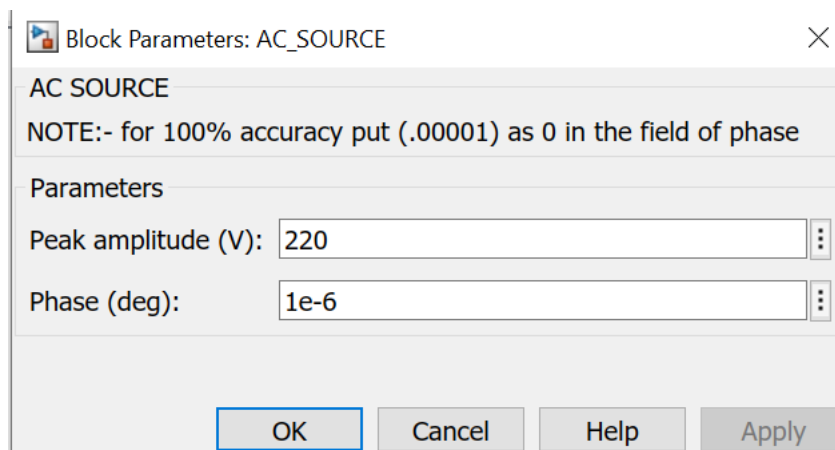 Block Parameters: AC_SOURCE
AC SOURCE
NOTE:- for 100% accuracy put (.00001) as 0 in the field of phase
Parameters
Peak amplitude (V): 220
Phase (deg): 1e-6
OK Cancel Help Apply